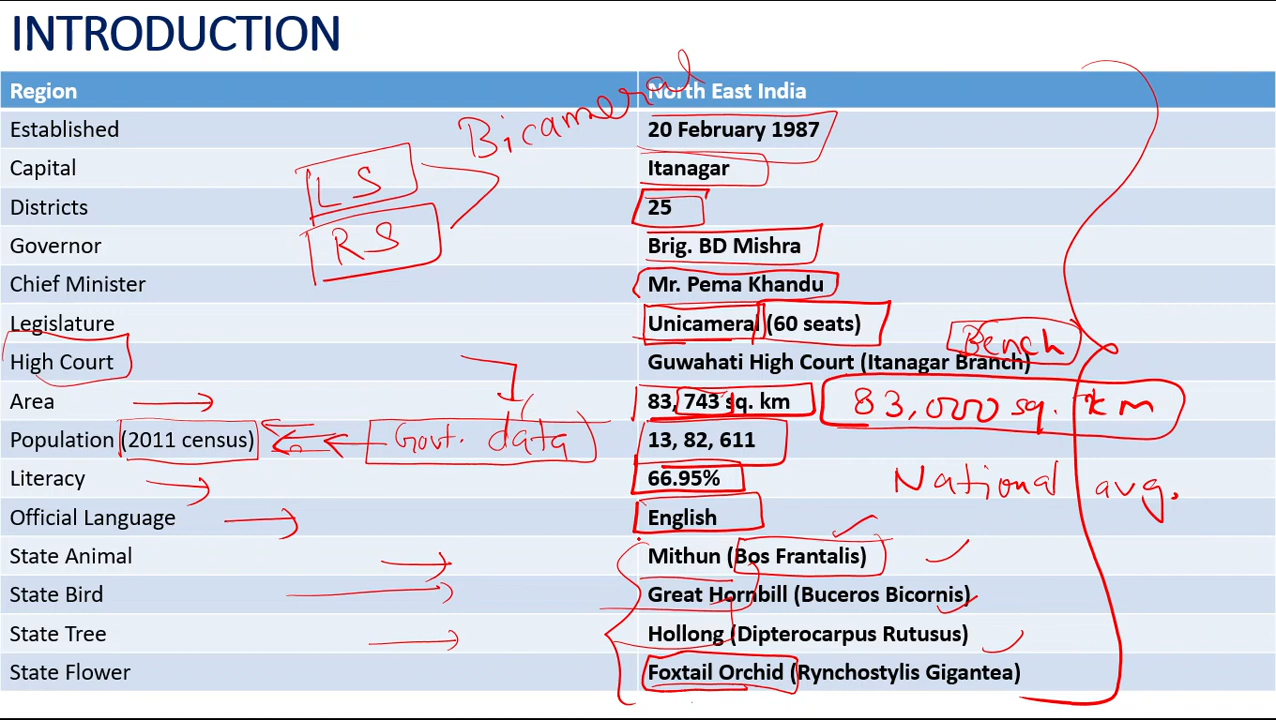 INTRODUCTION
Region North East India
Bicameral
Established 20 February 1987
Capital Itanagar
LS
Districts 25
RS
Governor Brig. BD Mishra
Chief Minister Mr. Pema Khandu
Legislature Unicameral (60 seats)
Bench
High Court Guwahati High Court (Itanagar Branch)
Area 83, 743 sq. km 83,000 sq. km
Population (2011 census) Govt. data 13, 82, 611
Literacy 66.95% National avg.
Official Language English
State Animal Mithun (Bos Frantalis)
State Bird Great Hornbill (Buceros Bicornis)
State Tree Hollong (Dipterocarpus Rutusus)
State Flower Foxtail Orchid (Rynchostylis Gigantea)